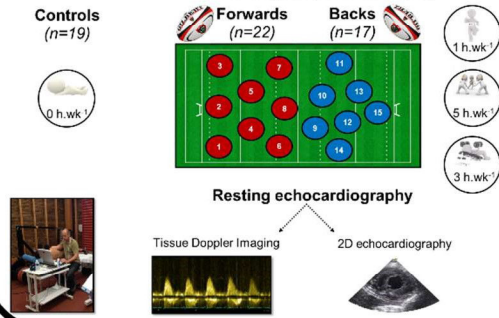 Controls
(n=19)
0 h.wk-1
Forwards
(n=22)
Backs
(n=17)
GILBERT
3
7
5
2
8
4
1
6
11
10
13
15
12
9
14
1 h.wk-1
5 h.wk-1
3 h.wk-1
Resting echocardiography
Tissue Doppler Imaging
2D echocardiography